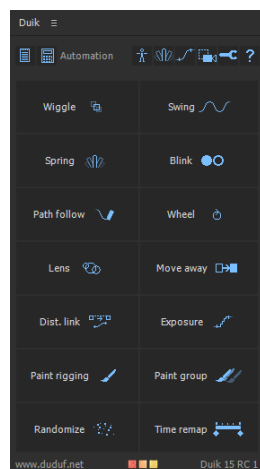 Duik
Automation ?
Wiggle Swing
Spring Blink
Path follow Wheel
Lens Move away
Dist. link Exposure
Paint rigging Paint group
Randomize Time remap
www.duduf.net Duik 15 RC 1